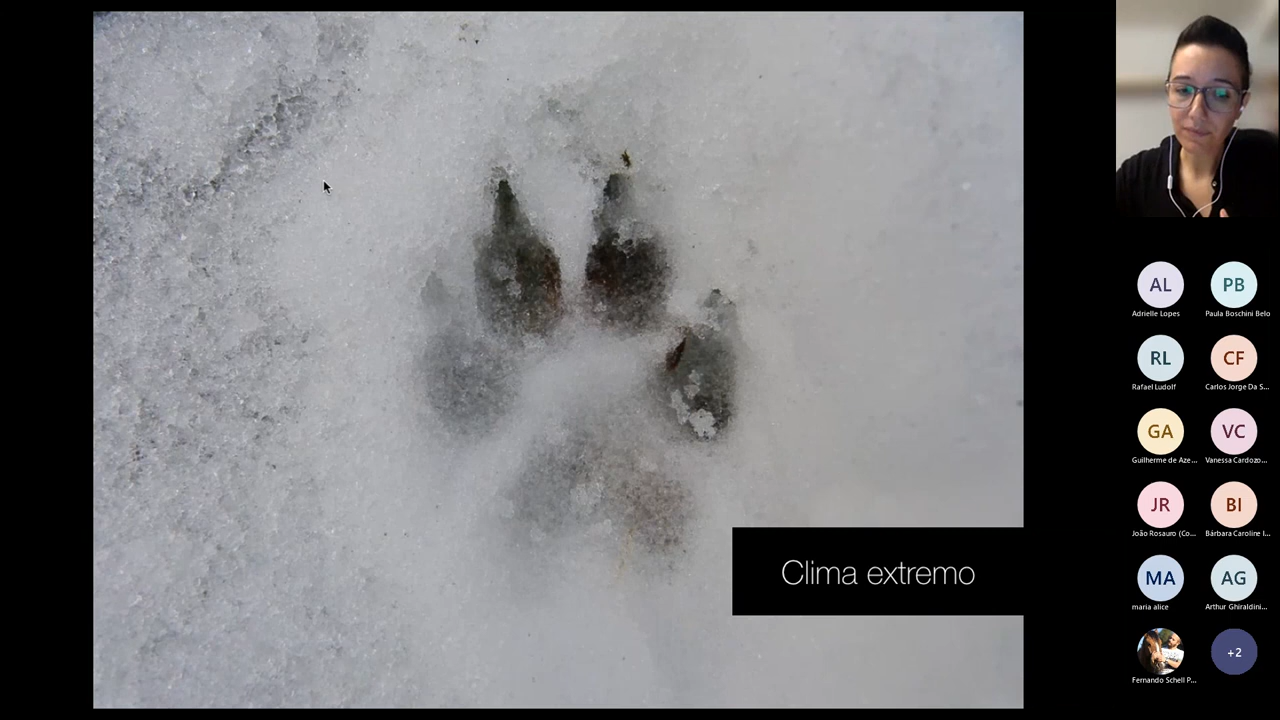 Clima extremo
AL
PB
Adrielle Lopes
Paula Boschini Belo
RL
CF
Rafael Ludolf
Carlos Jorge Da S...
GA
VC
Guilherme de Aze...
Vanessa Cardozo...
JR
BI
João Rosauro (Co...
Bárbara Caroline I...
MA
AG
maria alice
Arthur Ghiraldini...
+2
Fernando Schell P...